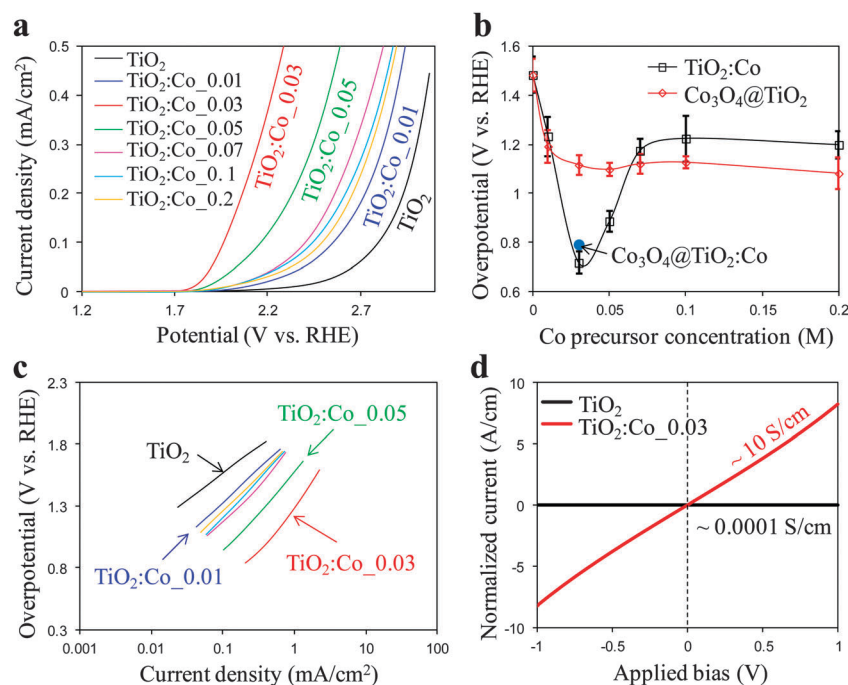 a
Current density (mA/cm²)
0.5
0.4
0.3
0.2
0.1
0
1.2
1.7
2.2
2.7
Potential (V vs. RHE)
TiO₂
TiO₂:Co_0.01
TiO₂:Co_0.03
TiO₂:Co_0.05
TiO₂:Co_0.07
TiO₂:Co_0.1
TiO₂:Co_0.2
TiO₂:Co_0.03
TiO₂:Co_0.05
TiO₂:Co_0.01
TiO₂
b
Overpotential (V vs. RHE)
1.6
1.4
1.2
1
0.8
0.6
0
0.05
0.1
0.15
0.2
Co precursor concentration (M)
TiO₂:Co
Co₃O₄@TiO₂
Co₃O₄@TiO₂:Co
c
Overpotential (V vs. RHE)
2.3
1.8
1.3
0.8
0.3
0.001
0.01
0.1
1
10
100
Current density (mA/cm²)
TiO₂
TiO₂:Co_0.05
TiO₂:Co_0.01
TiO₂:Co_0.03
d
Normalized current (A/cm)
10
5
0
-5
-10
-1
-0.5
0
0.5
1
Applied bias (V)
TiO₂
TiO₂:Co_0.03
~ 10 S/cm
~ 0.0001 S/cm